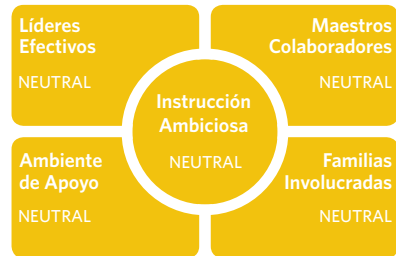 Líderes
Efectivos
NEUTRAL
Maestros
Colaboradores
NEUTRAL
Instrucción
Ambiciosa
NEUTRAL
Ambiente
de Apoyo
NEUTRAL
Familias
Involucradas
NEUTRAL